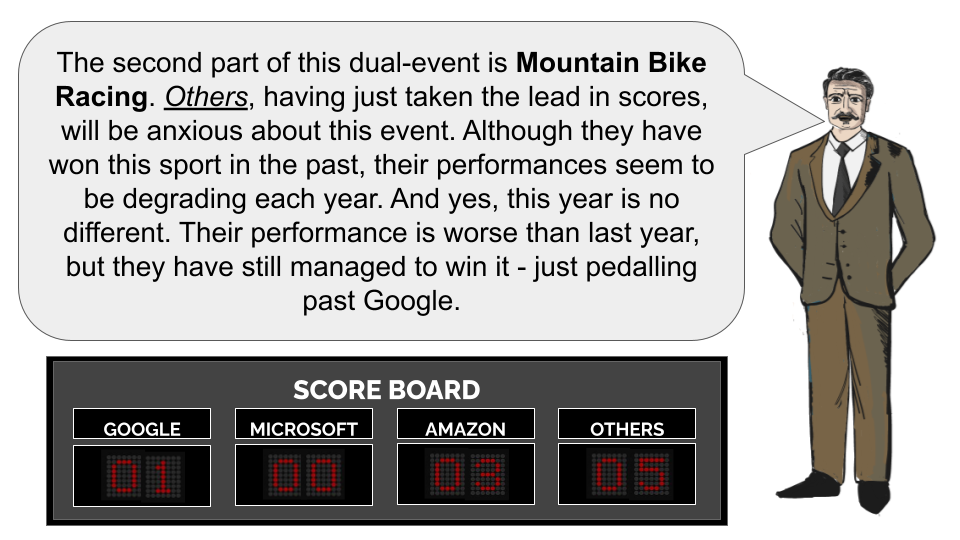 The second part of this dual-event is Mountain Bike
Racing. Others, having just taken the lead in scores,
will be anxious about this event. Although they have
won this sport in the past, their performances seem to
be degrading each year. And yes, this year is no
different. Their performance is worse than last year,
but they have still managed to win it - just pedalling
past Google.
SCORE BOARD
GOOGLE MICROSOFT AMAZON OTHERS
01 00 03 05